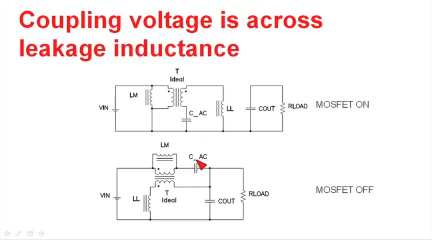 Coupling voltage is across
leakage inductance
T
Ideal
LM
C_AC
VIN
LL
COUT
RLOAD
MOSFET ON
LM
C_AC
T
Ideal
VIN
LL
COUT
RLOAD
MOSFET OFF